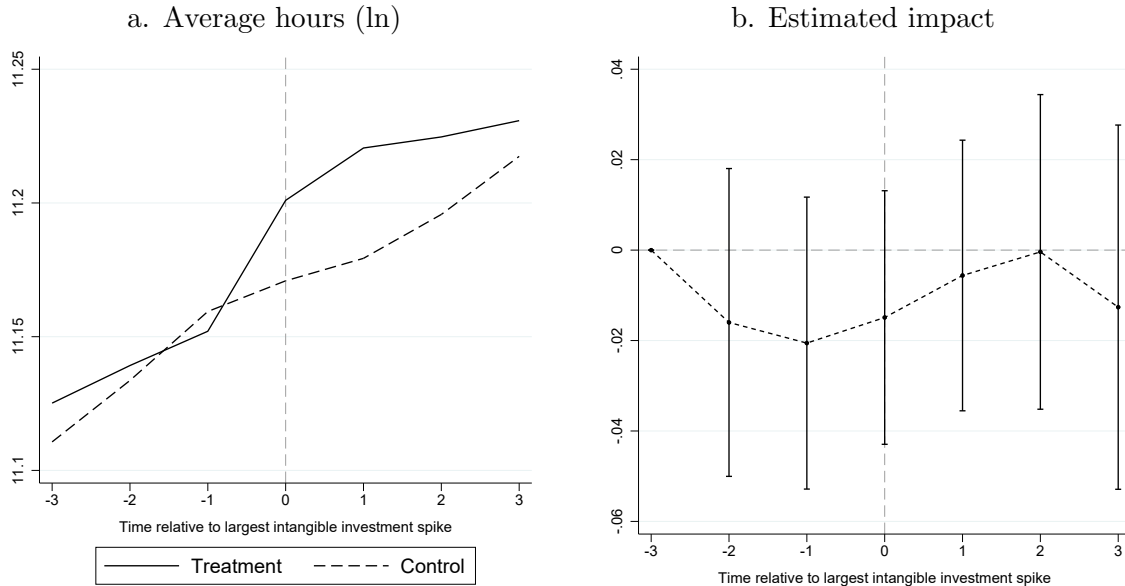 a. Average hours (ln)
11.25
11.2
11.15
11.1
-3 -2 -1 0 1 2 3
Time relative to largest intangible investment spike
Treatment Control
b. Estimated impact
.04
.02
0
-.02
-.04
-.06
-3 -2 -1 0 1 2 3
Time relative to largest intangible investment spike